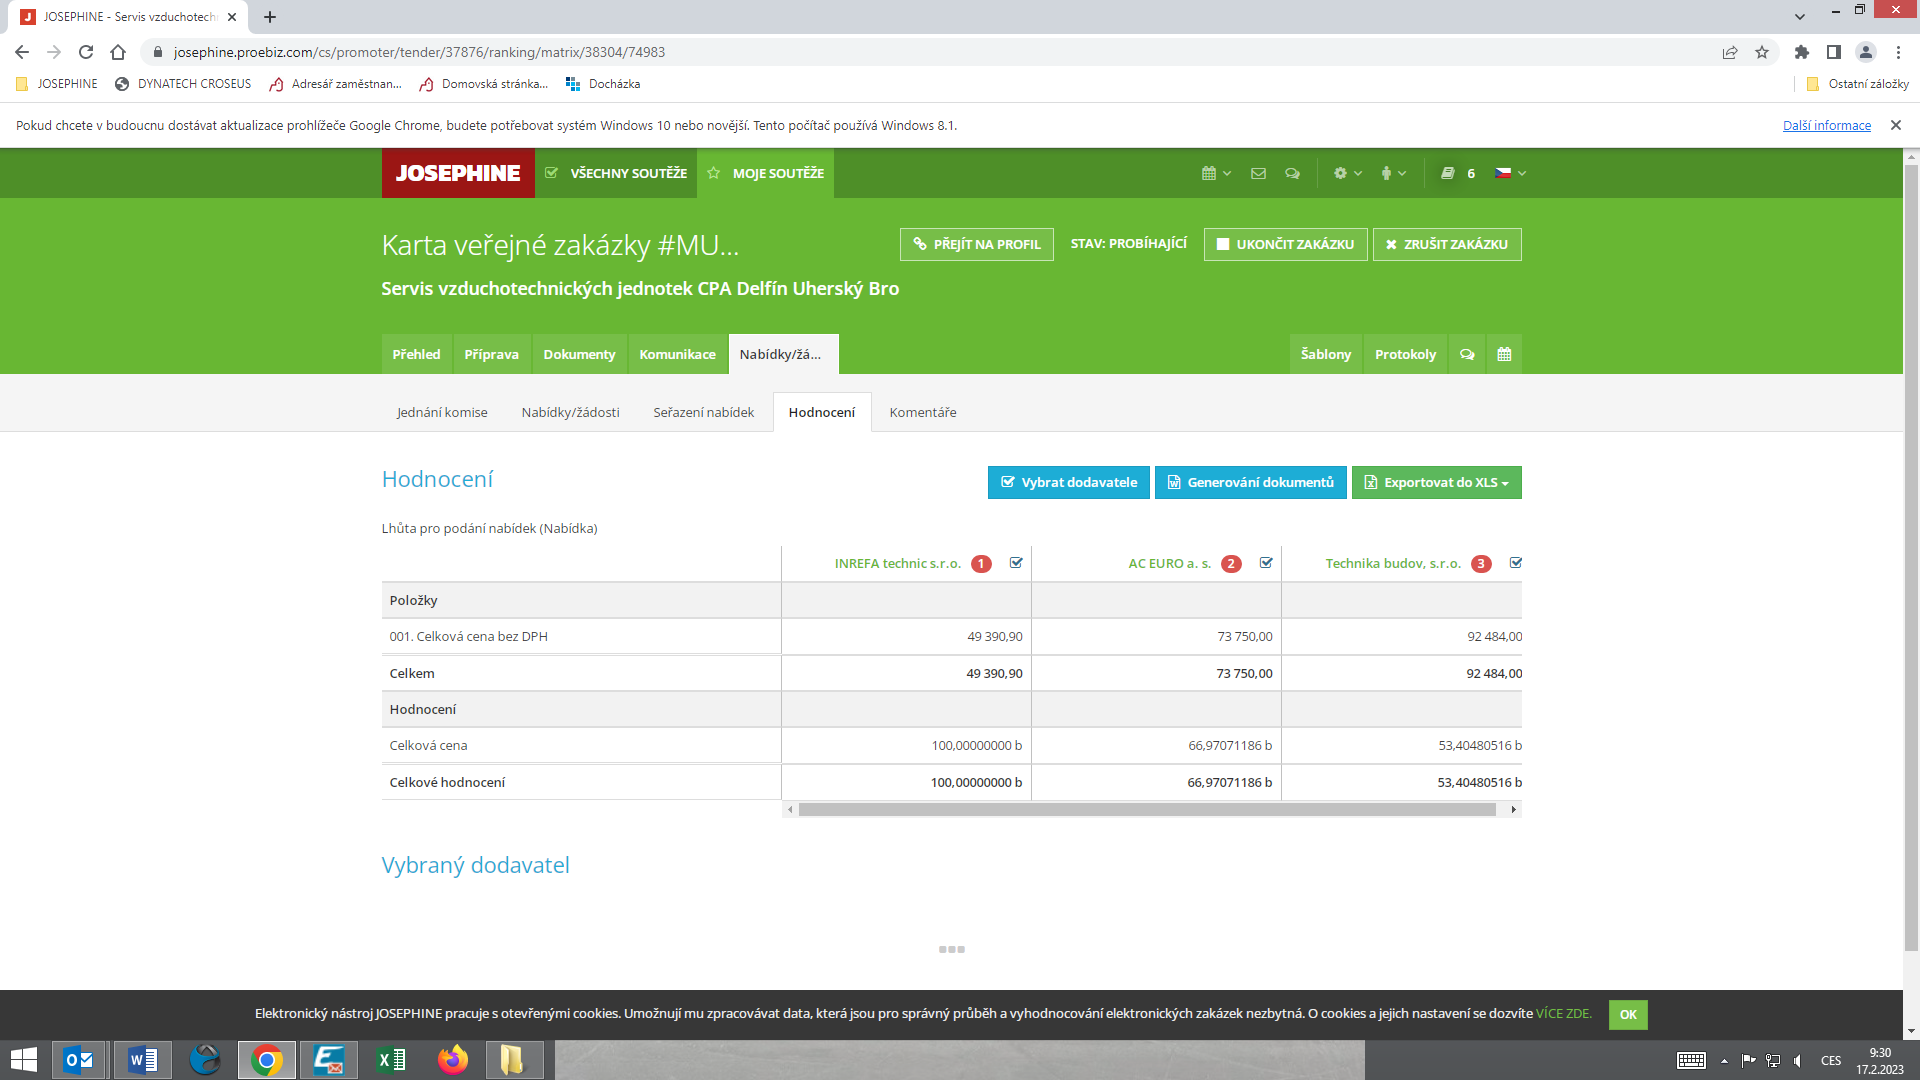 JOSEPHINE - Servis vzduchotech
josephine.proebiz.com/cs/promoter/tender/37876/ranking/matrix/38304/74983
JOSEPHINE DYNATECH CROSEUS Adresář zaměstnan... Domovská stránka... Docházka Ostatní záložky
Pokud chcete v budoucnu dostávat aktualizace prohlížeče Google Chrome, budete potřebovat systém Windows 10 nebo novější. Tento počítač používá Windows 8.1. Další informace
JOSEPHINE VŠECHNY SOUTĚŽE MOJE SOUTĚŽE 6
Karta veřejné zakázky #MU... PŘEJÍT NA PROFIL STAV: PROBÍHAJÍCÍ UKONČIT ZAKÁZKU ZRUŠIT ZAKÁZKU
Servis vzduchotechnických jednotek CPA Delfín Uherský Bro
Přehled Příprava Dokumenty Komunikace Nabídky/žá... Šablony Protokoly
Jednání komise Nabídky/žádosti Seřazení nabídek Hodnocení Komentáře
Hodnocení Vybrat dodavatele Generování dokumentů Exportovat do XLS
Lhůta pro podání nabídek (Nabídka)
INREFA technic s.r.o. 1 AC EURO a. s. 2 Technika budov, s.r.o. 3
Položky
001. Celková cena bez DPH 49 390,90 73 750,00 92 484,00
Celkem 49 390,90 73 750,00 92 484,00
Hodnocení
Celková cena 100,00000000 b 66,97071186 b 53,40480516 b
Celkové hodnocení 100,00000000 b 66,97071186 b 53,40480516 b
Vybraný dodavatel
Elektronický nástroj JOSEPHINE pracuje s otevřenými cookies. Umožňují mu zpracovávat data, která jsou pro správný průběh a vyhodnocování elektronických zakázek nezbytná. O cookies a jejich nastavení se dozvíte VÍCE ZDE. OK
CES 9:30
17.2.2023